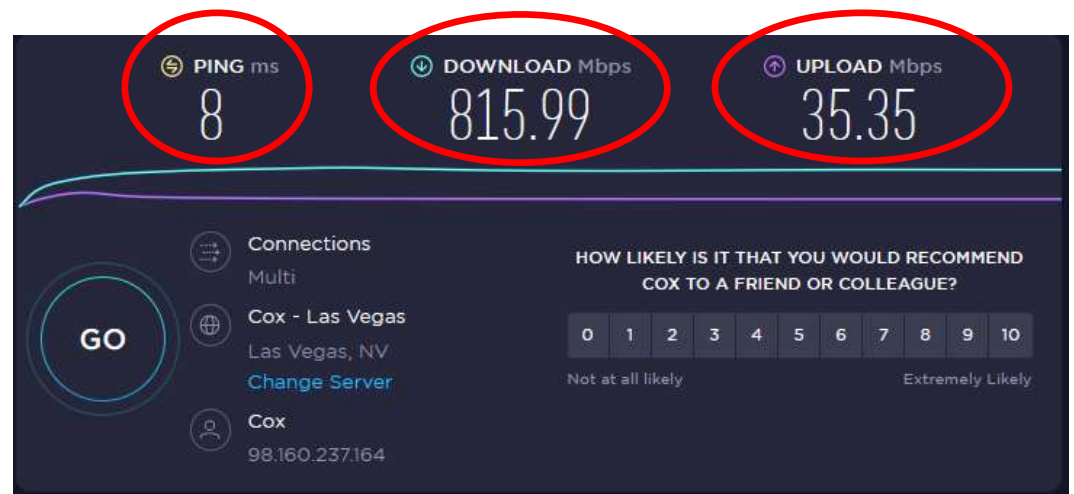 PING ms
8
DOWNLOAD Mbps
815.99
UPLOAD Mbps
35.35
GO
Connections
Multi
Cox - Las Vegas
Las Vegas, NV
Change Server
Cox
98.160.237.164
HOW LIKELY IS IT THAT YOU WOULD RECOMMEND
COX TO A FRIEND OR COLLEAGUE?
0 1 2 3 4 5 6 7 8 9 10
Not at all likely Extremely Likely